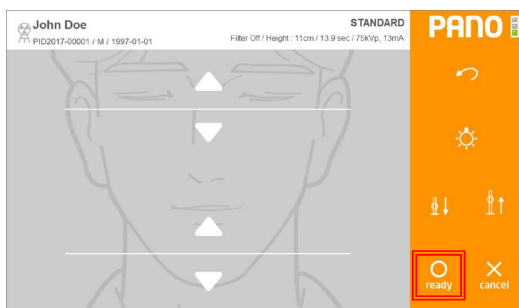 John Doe
PID2017-00001 / M / 1997-01-01
STANDARD
Filter Off / Height : 11cm / 13.9 sec / 75kVp, 13mA
PANO
ready
cancel